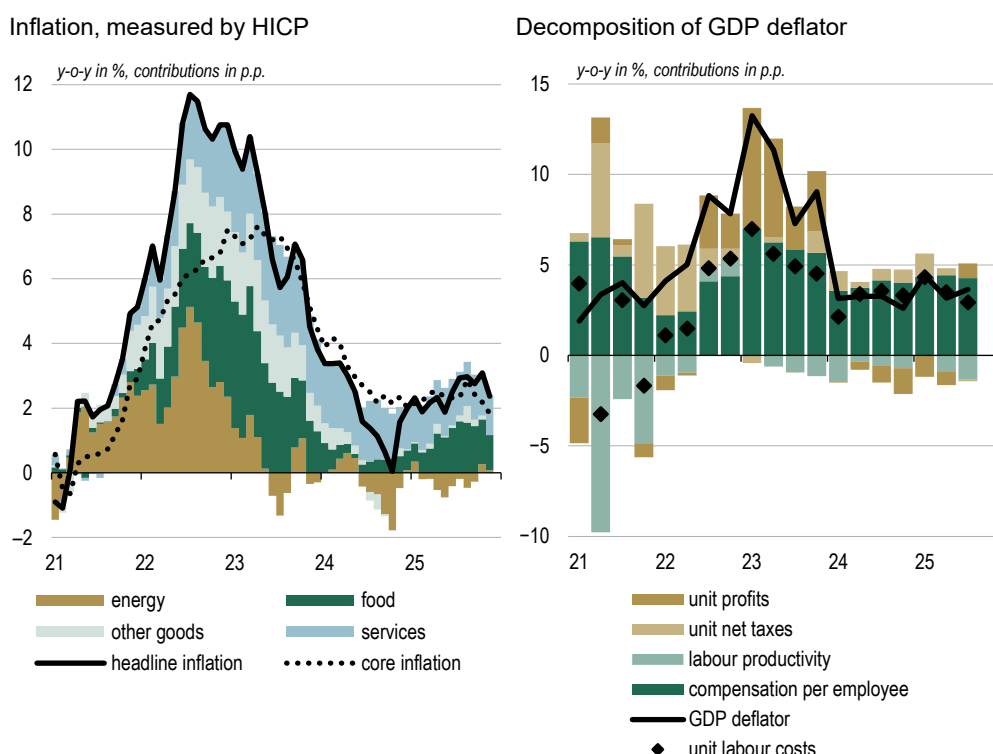 Inflation, measured by HICP
y-o-y in %, contributions in p.p.
12
10
8
6
4
2
0
–2
21 22 23 24 25
energy food
other goods services
headline inflation core inflation
Decomposition of GDP deflator
y-o-y in %, contributions in p.p.
15
10
5
0
–5
–10
21 22 23 24 25
unit profits
unit net taxes
labour productivity
compensation per employee
GDP deflator
unit labour costs